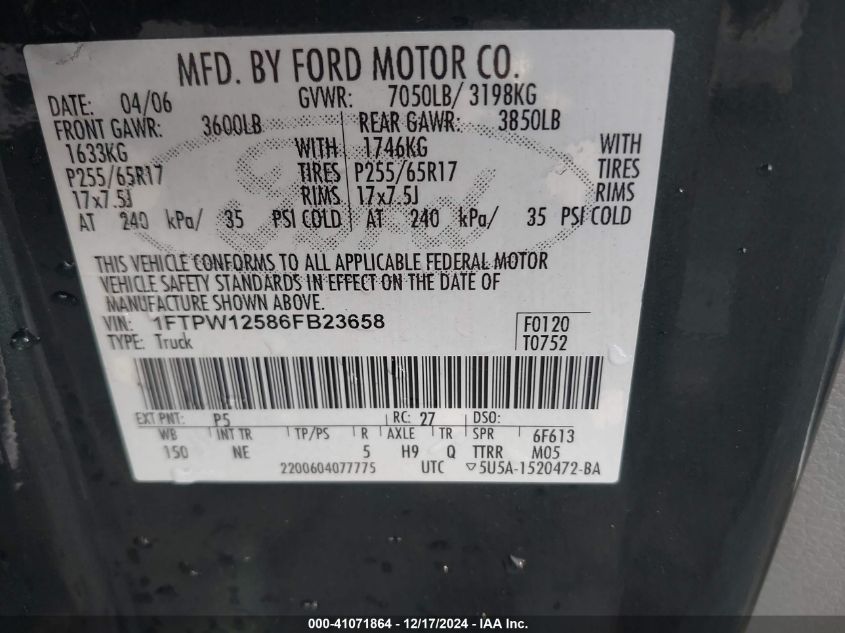 MFD. BY FORD MOTOR CO.
DATE: 04/06 GVWR: 7050LB/ 3198KG
FRONT GAWR: 3600LB REAR GAWR: 3850LB
1633KG WITH 1746KG WITH
P255/65R17 TIRES P255/65R17 TIRES
17x7.5J RIMS 17x7.5J RIMS
AT 240 kPa/ 35 PSI COLD AT 240 kPa/ 35 PSI COLD
THIS VEHICLE CONFORMS TO ALL APPLICABLE FEDERAL MOTOR
VEHICLE SAFETY STANDARDS IN EFFECT ON THE DATE OF
MANUFACTURE SHOWN ABOVE.
VIN: 1FTPW12586FB23658 F0120
TYPE: Truck T0752
EXT PNT: P5 RC: 27 DSO:
WB INT TR TP/PS R AXLE TR SPR 6F613
150 NE 5 H9 Q TTRR M05
2200604077775 UTC ▽5U5A-1520472-BA
000-41071864 - 12/17/2024 - IAA Inc.